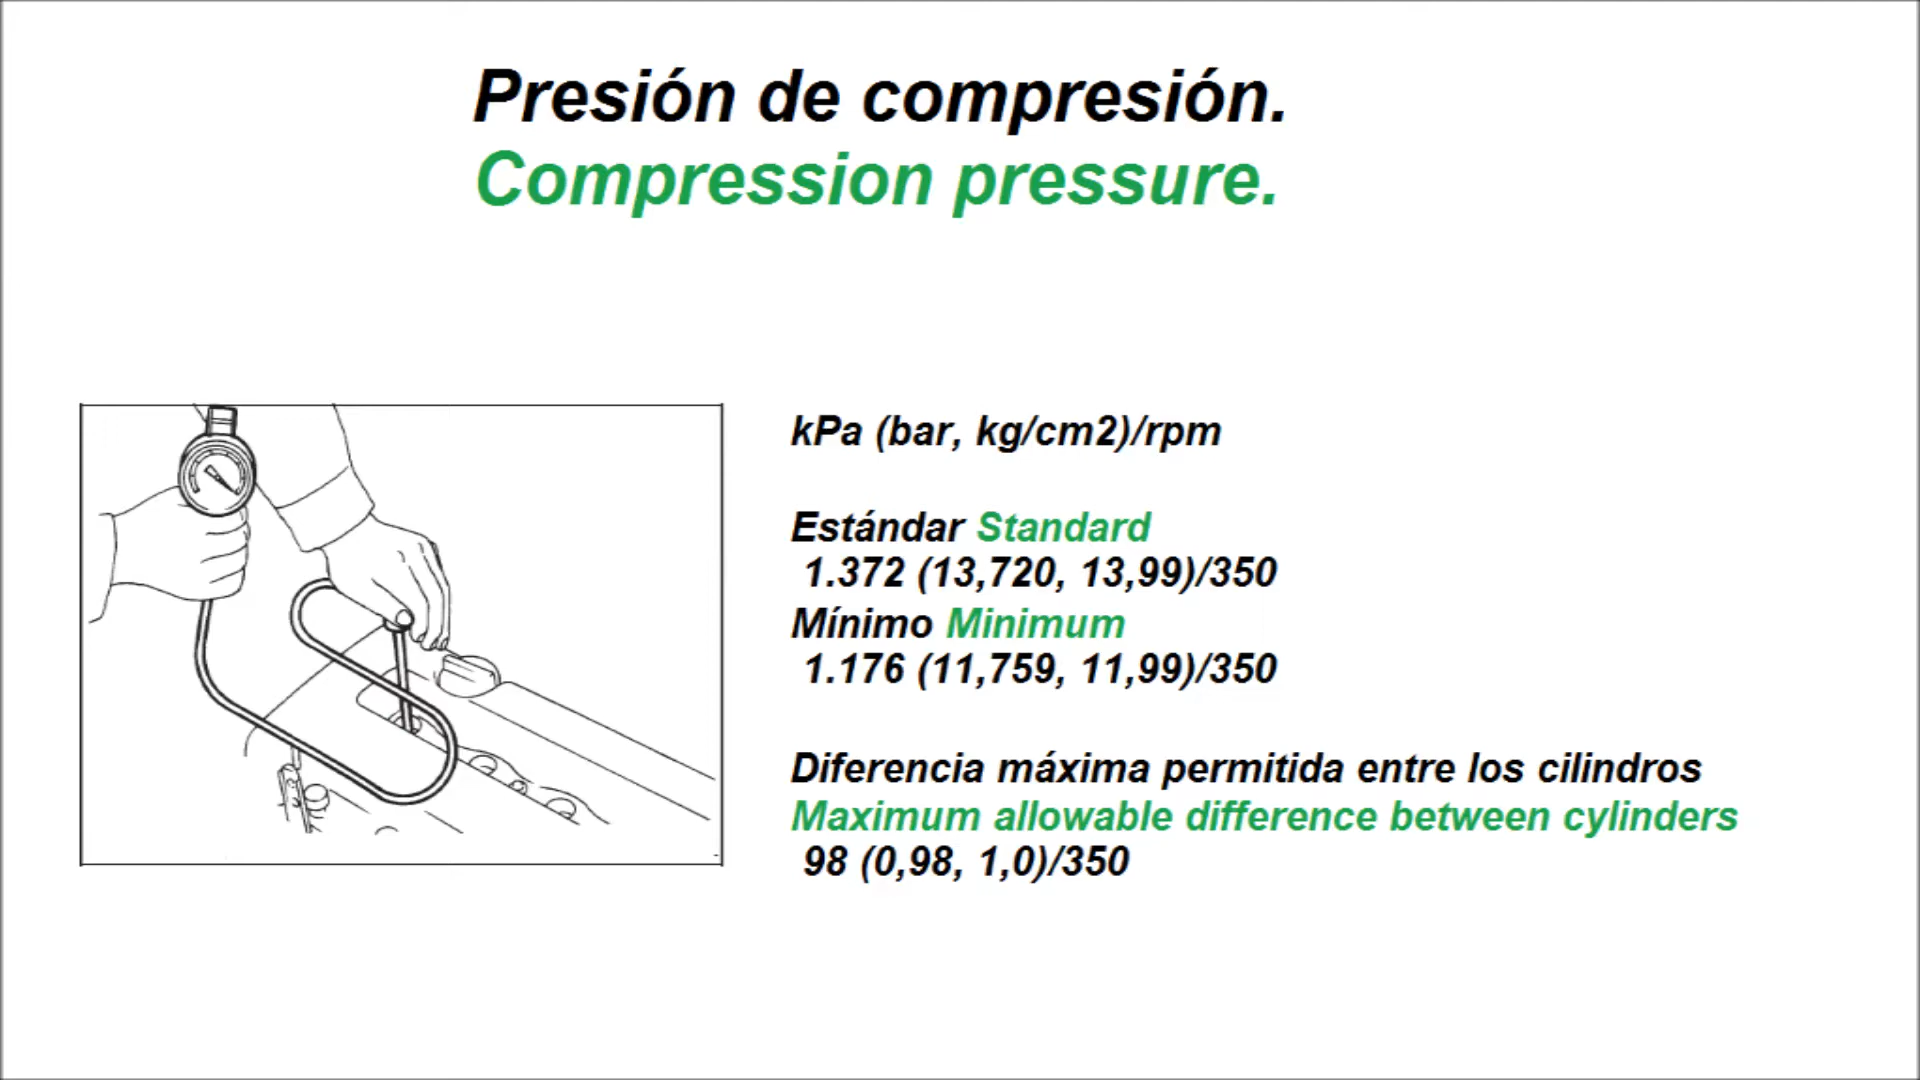 Presión de compresión.
Compression pressure.
kPa (bar, kg/cm2)/rpm
Estándar Standard
1.372 (13,720, 13,99)/350
Mínimo Minimum
1.176 (11,759, 11,99)/350
Diferencia máxima permitida entre los cilindros
Maximum allowable difference between cylinders
98 (0,98, 1,0)/350